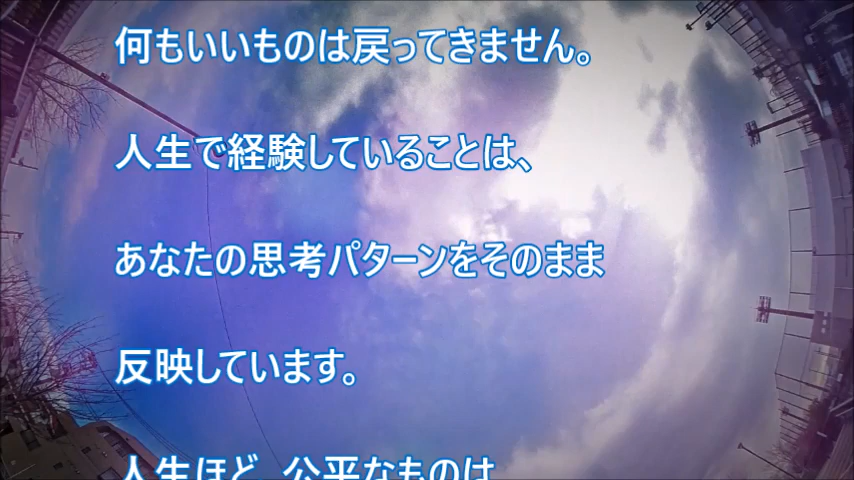 何もいいものは戻ってきません。
人生で経験していることは、
あなたの思考パターンをそのまま
反映しています。
人生ほど、公平なものは